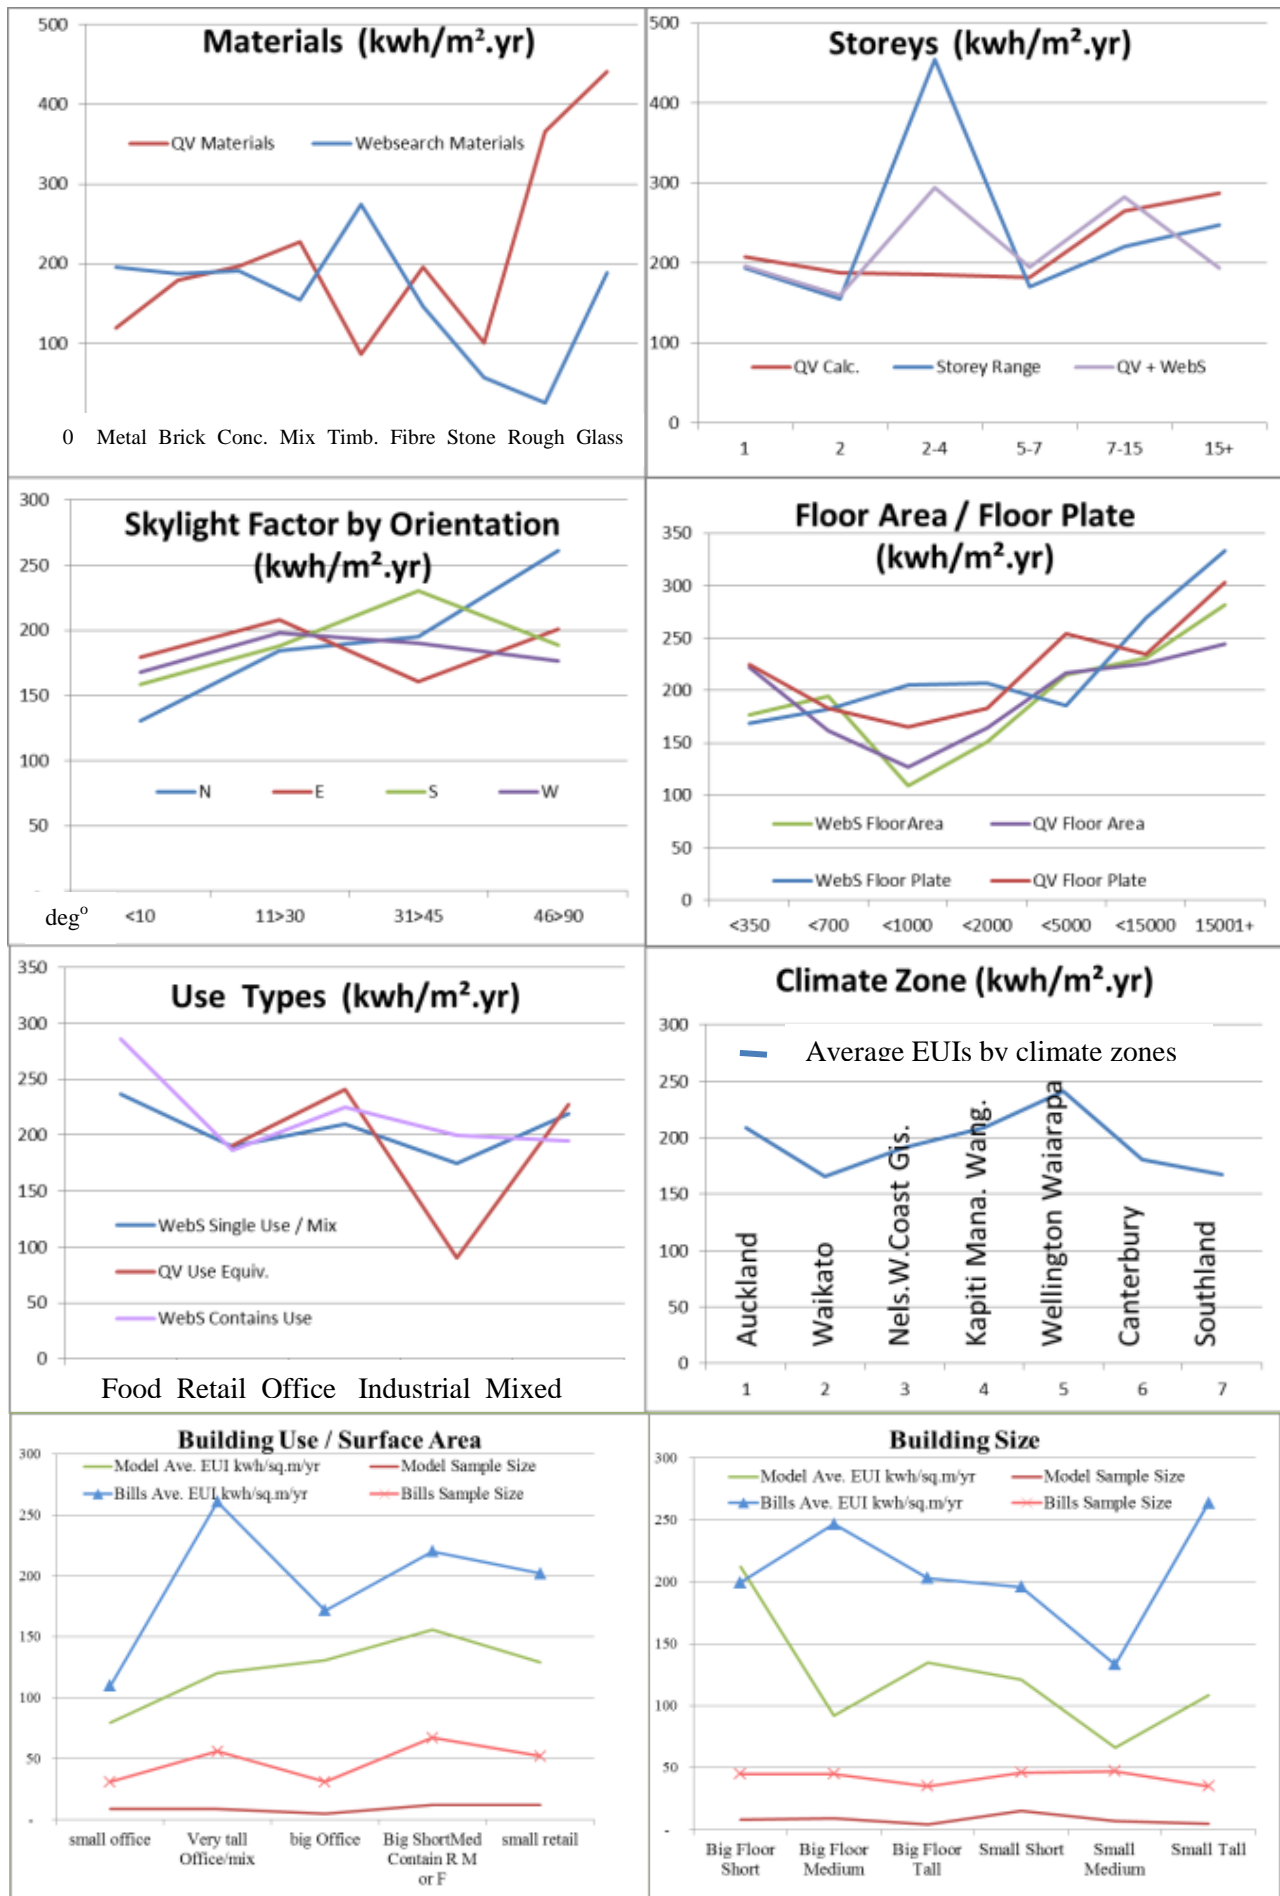 Materials (kwh/m².yr)
500
400
300
200
100
QV Materials Websearch Materials
0 Metal Brick Conc. Mix Timb. Fibre Stone Rough Glass
Storeys (kwh/m².yr)
500
400
300
200
100
0
QV Calc. Storey Range QV + WebS
1 2 2-4 5-7 7-15 15+
Skylight Factor by Orientation
(kwh/m².yr)
300
250
200
150
100
50
-
N E S W
deg° <10 11>30 31>45 46>90
Floor Area / Floor Plate
(kwh/m².yr)
350
300
250
200
150
100
50
0
WebS FloorArea QV Floor Area
WebS Floor Plate QV Floor Plate
<350 <700 <1000 <2000 <5000 <15000 15001+
Use Types (kwh/m².yr)
350
300
250
200
150
100
50
0
WebS Single Use / Mix
QV Use Equiv.
WebS Contains Use
Food Retail Office Industrial Mixed
Climate Zone (kwh/m².yr)
300
250
200
150
100
50
0
Average EUIs by climate zones
Auckland
Waikato
Nels.W.Coast Gis.
Kapiti Mana. Wang.
Wellington Waiarapa
Canterbury
Southland
1 2 3 4 5 6 7
Building Use / Surface Area
300
250
200
150
100
50
-
Model Ave. EUI kwh/sq.m/yr Model Sample Size
Bills Ave. EUI kwh/sq.m/yr Bills Sample Size
small office Very tall big Office Big ShortMed small retail
Office/mix Contain R M
or F
Building Size
300
250
200
150
100
50
-
Model Ave. EUI kwh/sq.m/yr Model Sample Size
Bills Ave. EUI kwh/sq.m/yr Bills Sample Size
Big Floor Big Floor Big Floor Small Short Small Small Tall
Short Medium Tall Medium